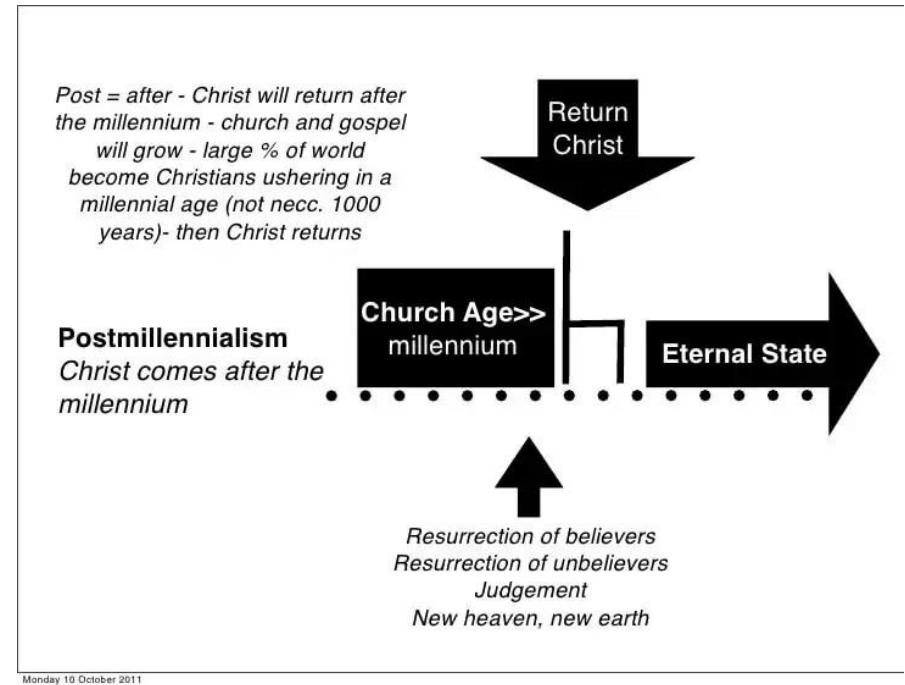 Post = after - Christ will return after
the millennium - church and gospel
will grow - large % of world
become Christians ushering in a
millennial age (not necc. 1000
years)- then Christ returns
Return
Christ
Church Age>>
millennium
Postmillennialism
Christ comes after the
millennium
Eternal State
Resurrection of believers
Resurrection of unbelievers
Judgement
New heaven, new earth
Monday 10 October 2011